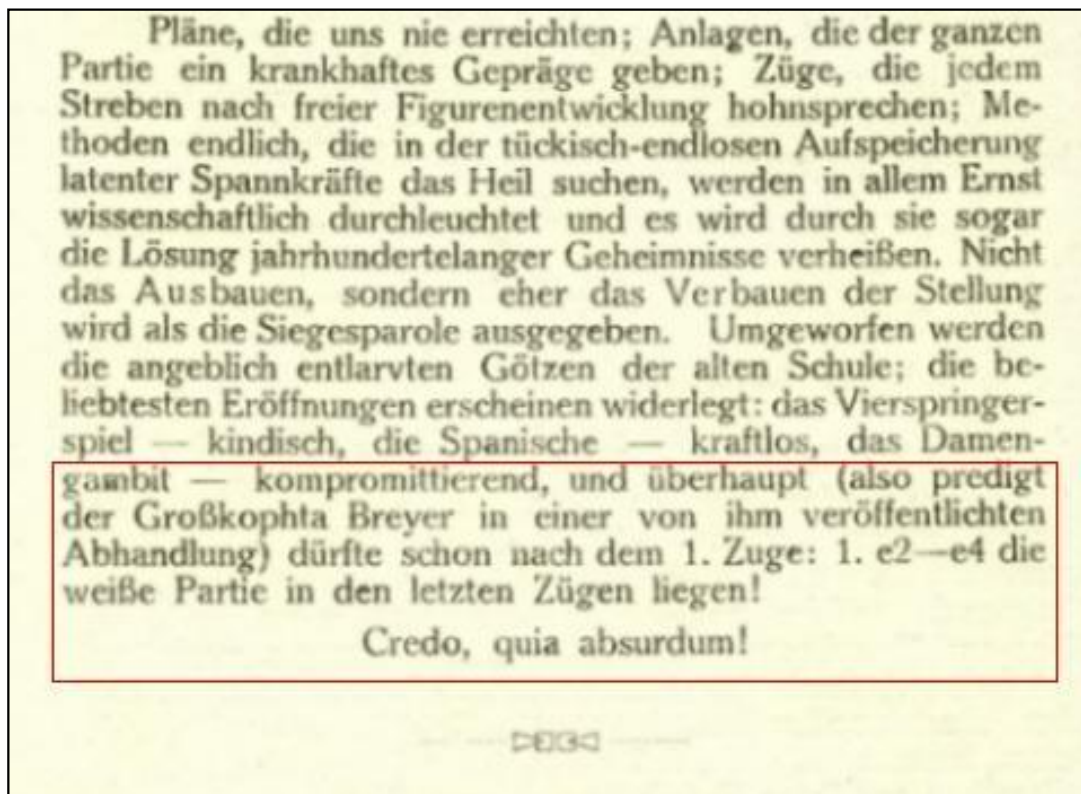 Pläne, die uns nie erreichten; Anlagen, die der ganzen
Partie ein krankhaftes Gepräge geben; Züge, die jedem
Streben nach freier Figurenentwicklung hohnsprechen; Me-
thoden endlich, die in der tückisch-endlosen Aufspeicherung
latenter Spannkräfte das Heil suchen, werden in allem Ernst
wissenschaftlich durchleuchtet und es wird durch sie sogar
die Lösung jahrhundertelanger Geheimnisse verheißen. Nicht
das Ausbauen, sondern eher das Verbauen der Stellung
wird als die Siegesparole ausgegeben. Umgeworfen werden
die angeblich entlarvten Götzen der alten Schule; die be-
liebtesten Eröffnungen erscheinen widerlegt: das Vierspringer-
spiel — kindisch, die Spanische — kraftlos, das Damen-
gambit — kompromittierend, und überhaupt (also predigt
der Großkophta Breyer in einer von ihm veröffentlichten
Abhandlung) dürfte schon nach dem 1. Zuge: 1. e2—e4 die
weiße Partie in den letzten Zügen liegen!
Credo, quia absurdum!